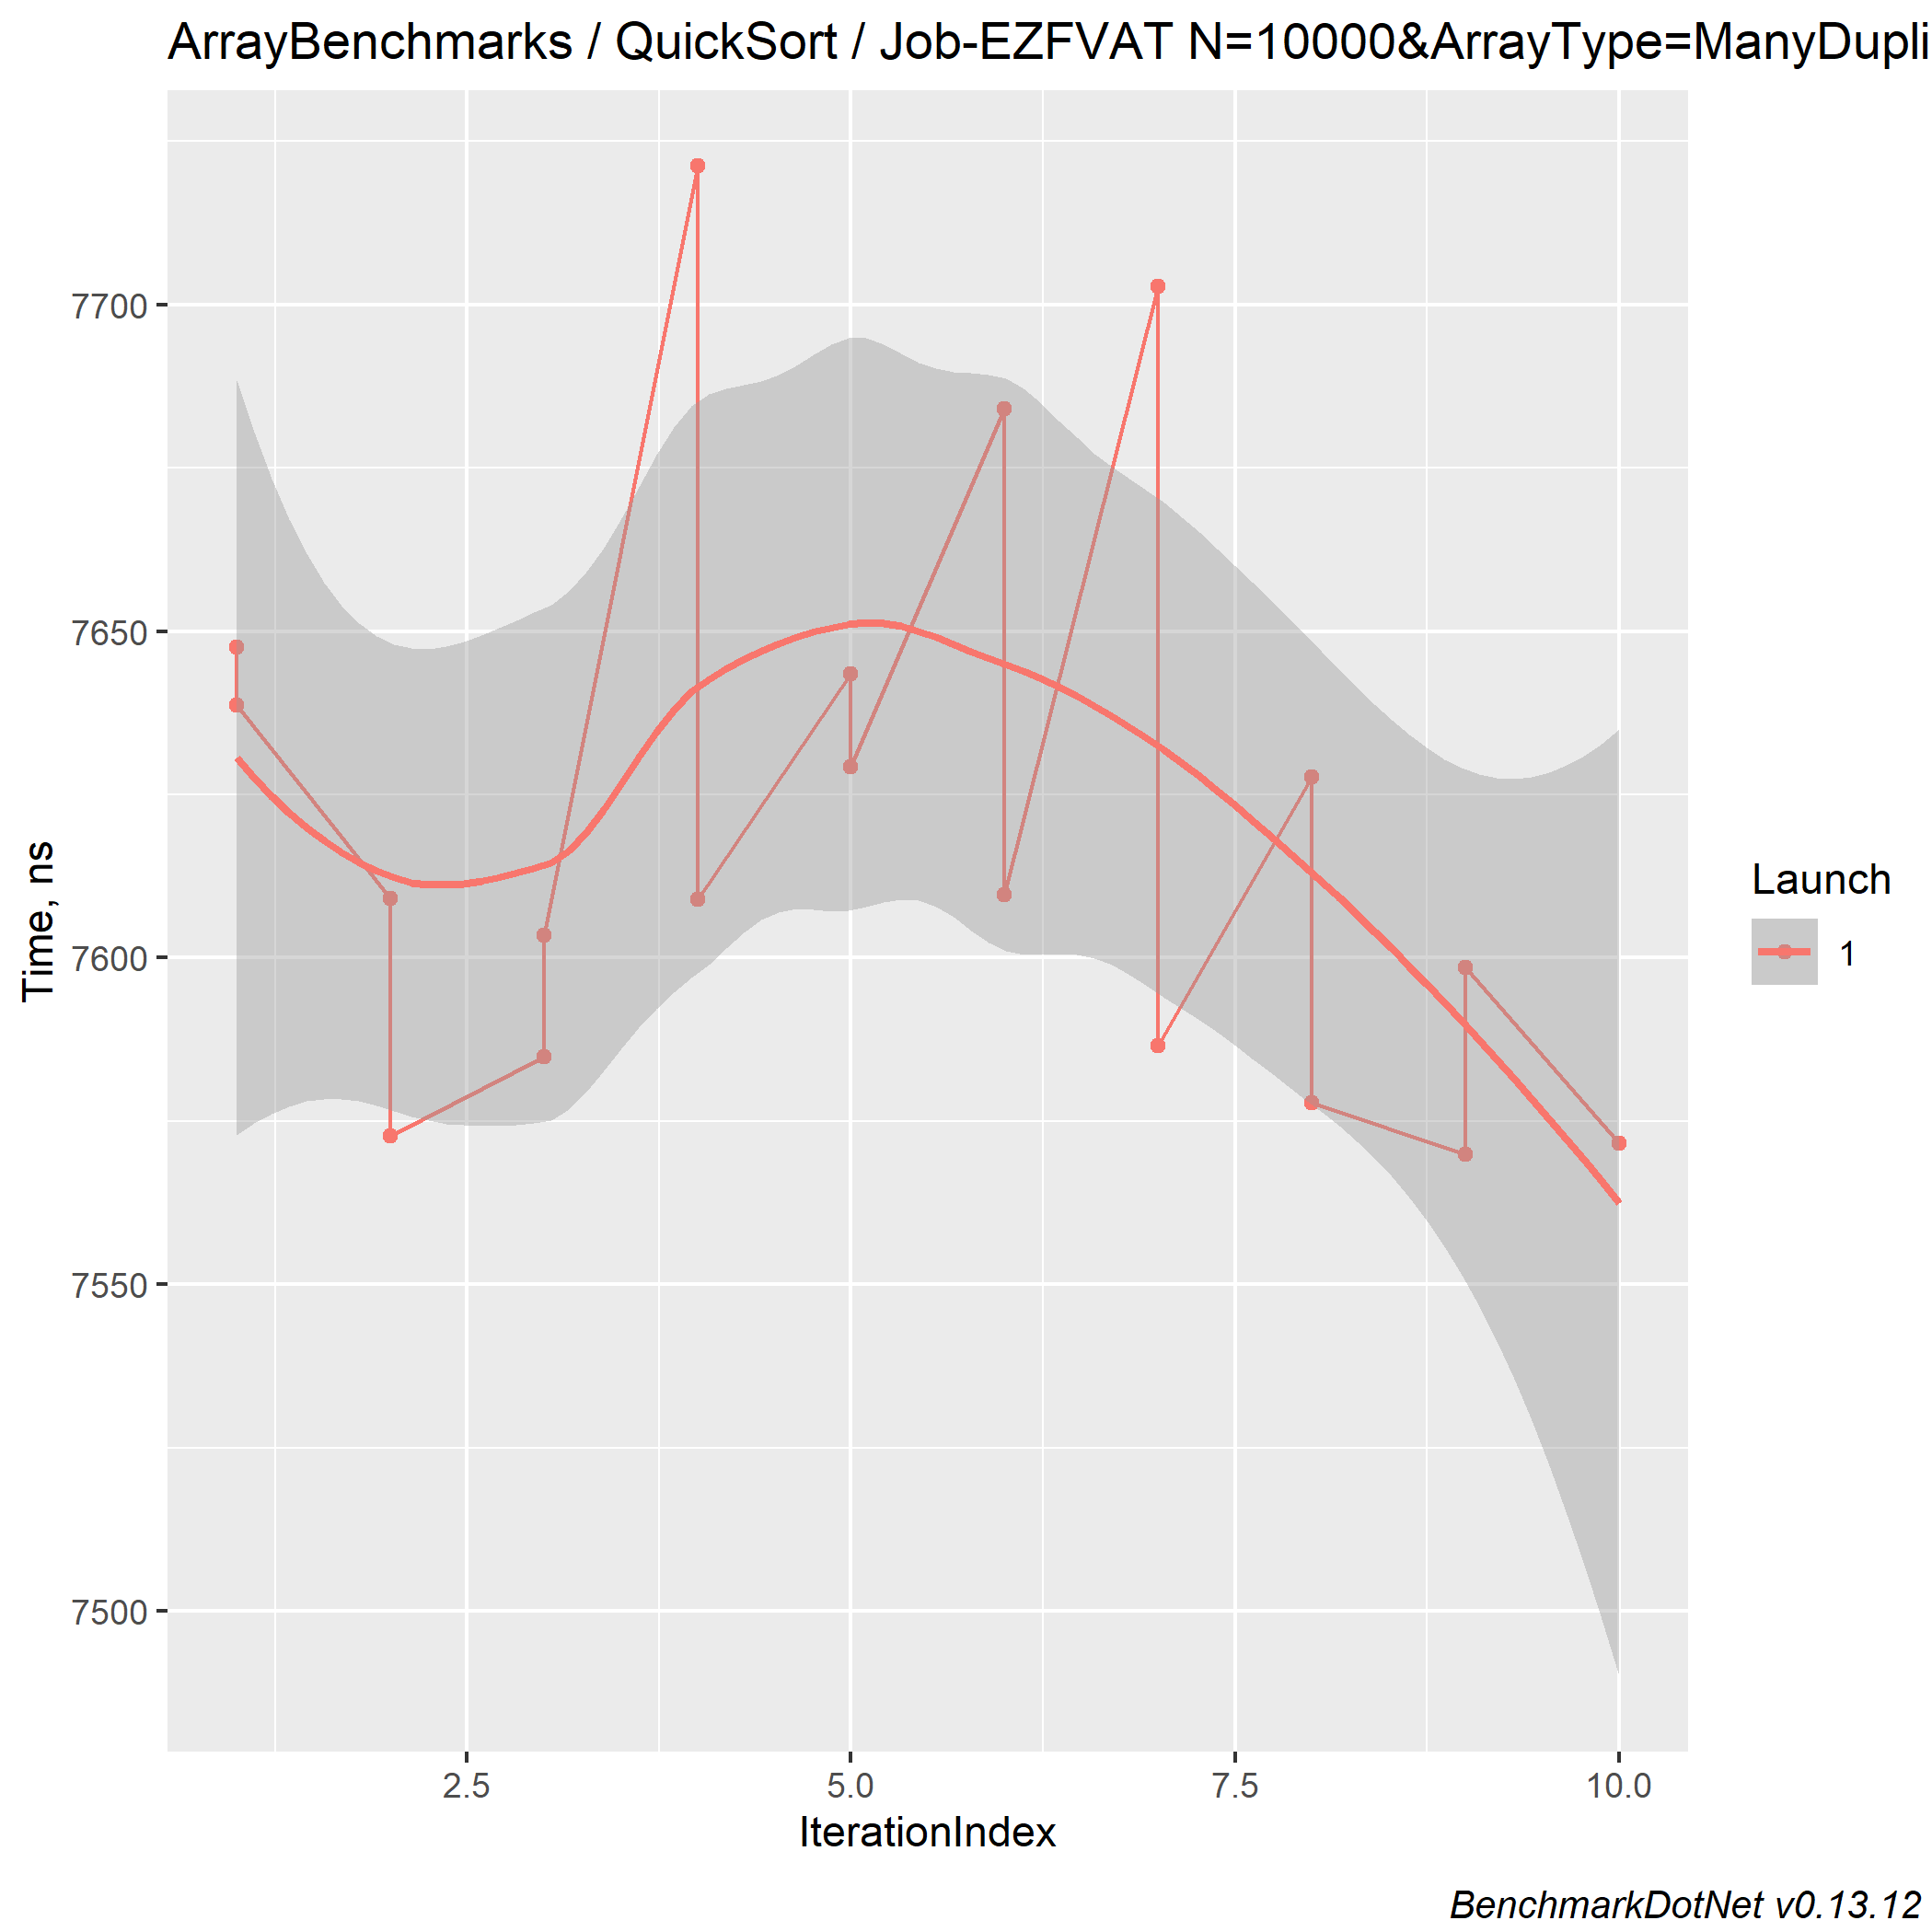 ArrayBenchmarks / QuickSort / Job-EZFVAT N=10000&ArrayType=ManyDupli
7700
7650
7600
7550
7500
Time, ns
2.5 5.0 7.5 10.0
IterationIndex
Launch
1
BenchmarkDotNet v0.13.12